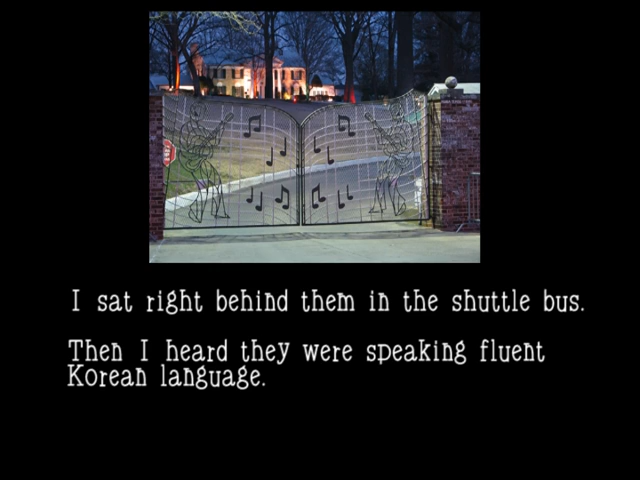 I sat right behind them in the shuttle bus.
Then I heard they were speaking fluent
Korean language.